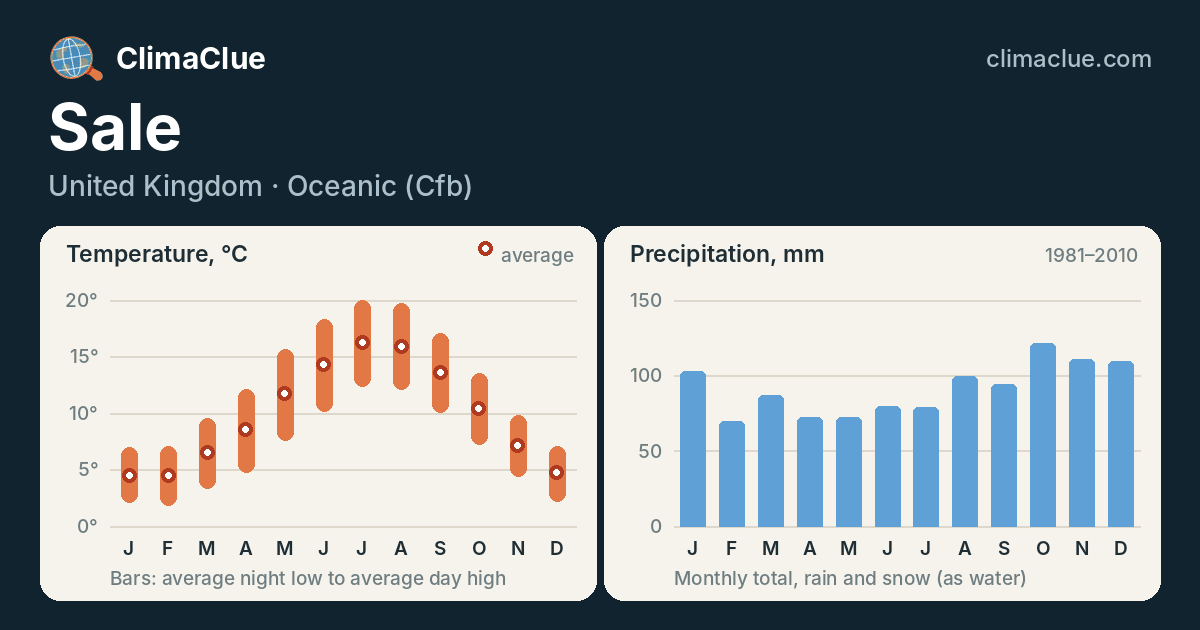 ClimaClue
climaclue.com
Sale
United Kingdom · Oceanic (Cfb)
Temperature, °C
average
20°
15°
10°
5°
0°
J F M A M J J A S O N D
Bars: average night low to average day high
Precipitation, mm
1981–2010
150
100
50
0
J F M A M J J A S O N D
Monthly total, rain and snow (as water)